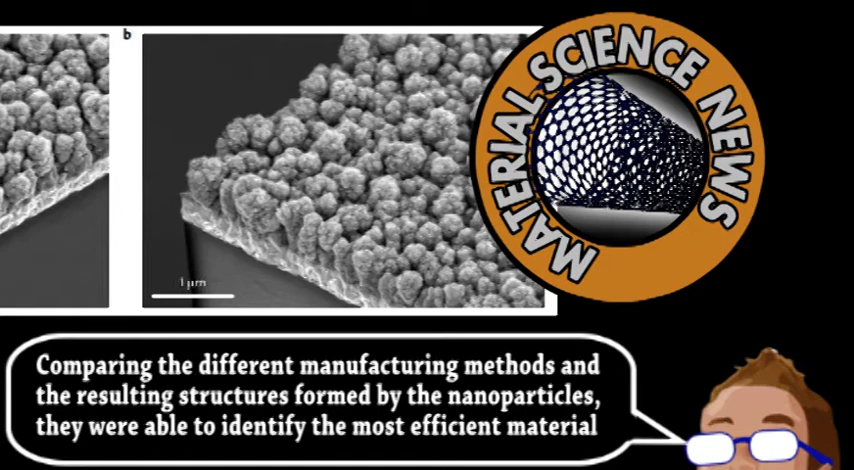 b
MATERIAL SCIENCE NEWS
1 µm
Comparing the different manufacturing methods and
the resulting structures formed by the nanoparticles,
they were able to identify the most efficient material